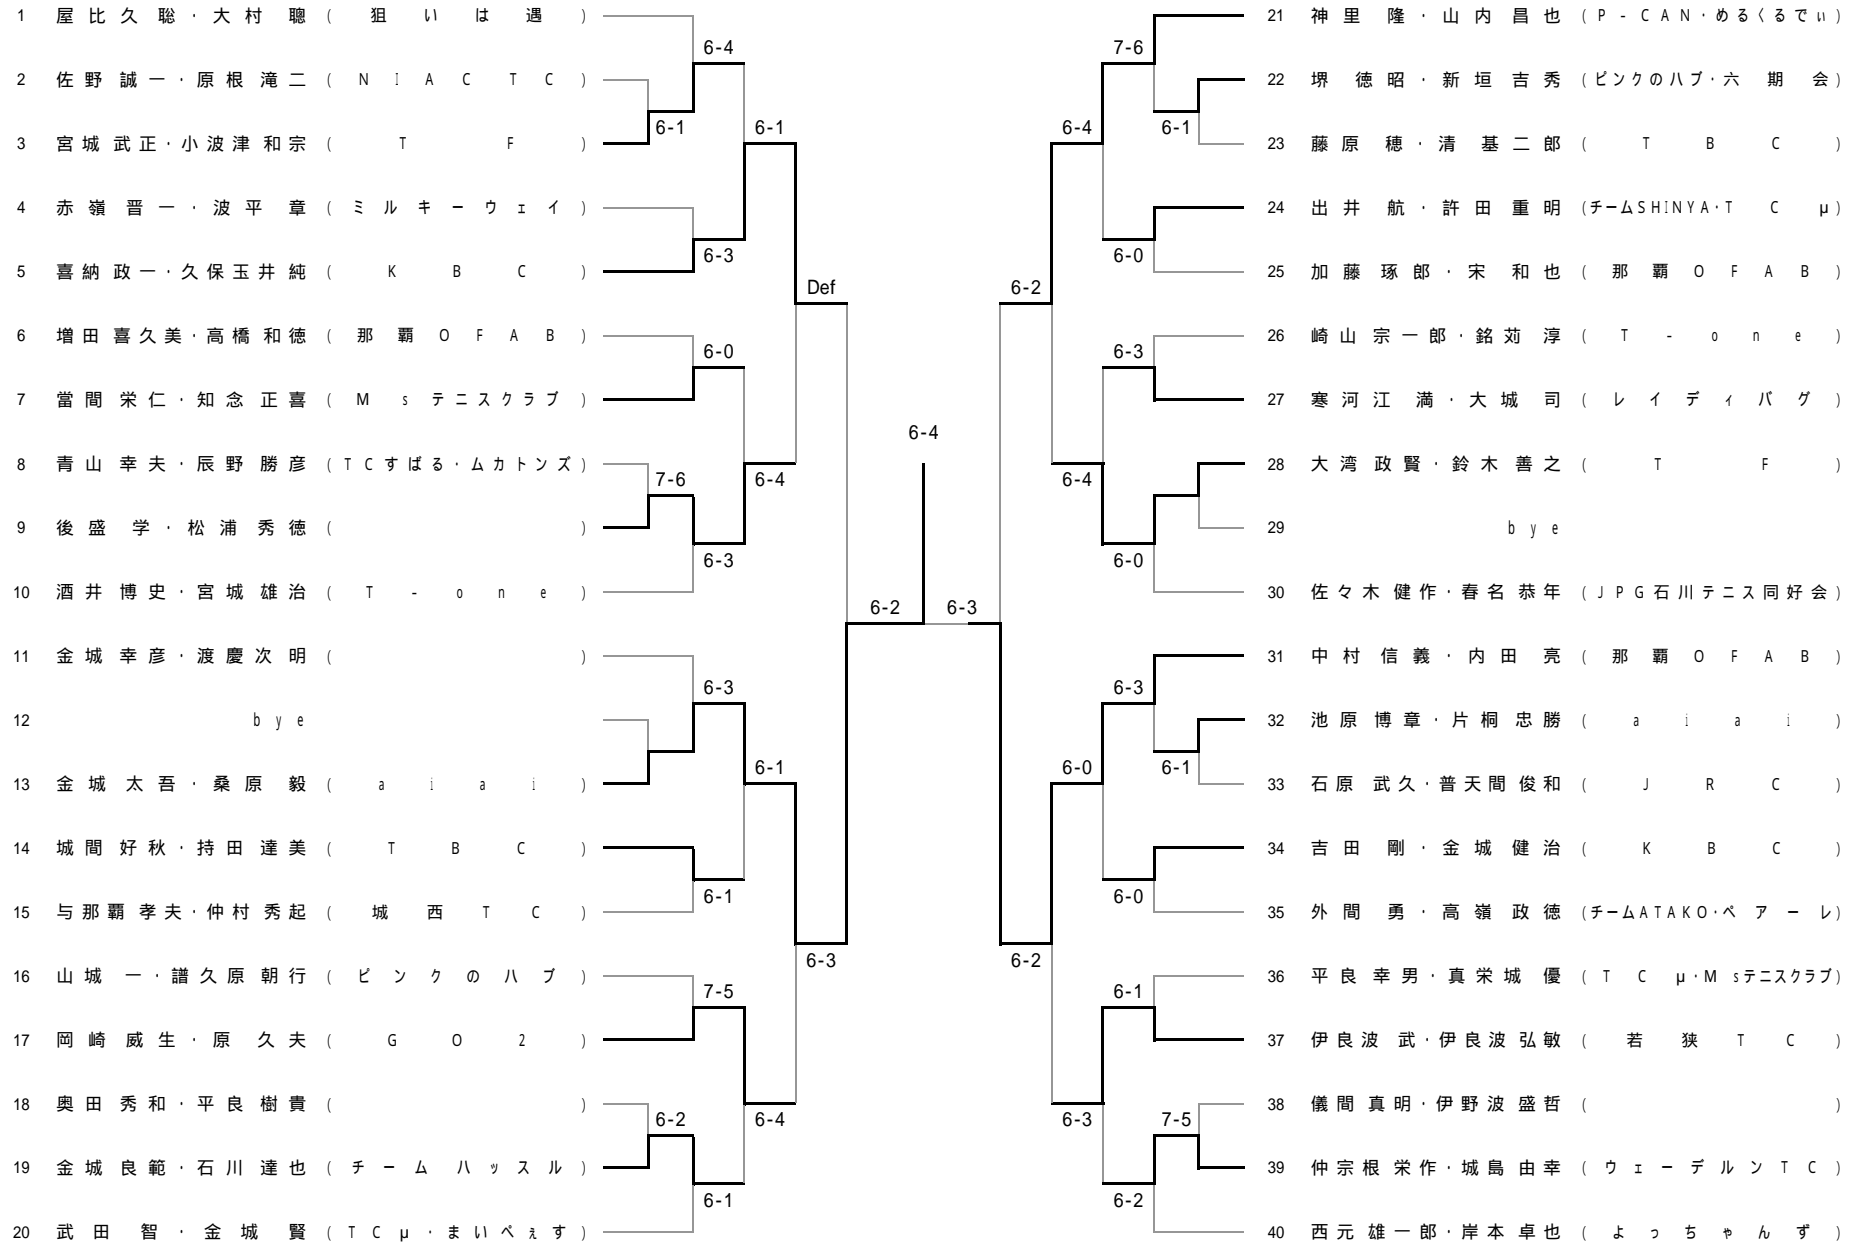 1 屋比久 聡・大村 聰 ( 狙いは遇 )
2 佐野 誠一・原根 滝二 ( NIAC TC )
3 宮城 武正・小波津 和宗 ( TF )
4 赤嶺 晋一・波平 章 ( ミルキーウェイ )
5 喜納 政一・久保玉井 純 ( KBC )
6 増田 喜久美・高橋 和徳 ( 那覇OFAB )
7 當間 栄仁・知念 正喜 ( Msテニスクラブ )
8 青山 幸夫・辰野 勝彦 ( TCすばる・ムカトンズ )
9 後盛 学・松浦 秀徳 ( )
10 酒井 博史・宮城 雄治 ( T-one )
11 金城 幸彦・渡慶次 明 ( )
12 bye
13 金城 太吾・桑原 毅 ( aiai )
14 城間 好秋・持田 達美 ( TBC )
15 与那覇 孝夫・仲村 秀起 ( 城西TC )
16 山城 一・譜久原 朝行 ( ピンクのハブ )
17 岡崎 威生・原 久夫 ( GO2 )
18 奥田 秀和・平良 樹貴 ( )
19 金城 良範・石川 達也 ( チーム ハッスル )
20 武田 智・金城 賢 ( TCμ・まいぺぇす )
6-4
6-1
6-1
6-3
Def
6-0
7-6
6-4
6-3
6-2
6-3
6-1
6-1
6-3
7-5
6-2
6-4
6-1
6-4
6-3
7-6
6-4
6-1
6-0
6-2
6-3
6-4
6-0
6-3
6-0
6-1
6-0
6-2
6-1
6-3
7-5
6-2
21 神里 隆・山内 昌也 ( P-CAN・めるくるでぃ )
22 堺 徳昭・新垣 吉秀 ( ピンクのハブ・六期会 )
23 藤原 穂・清 基二郎 ( TBC )
24 出井 航・許田 重明 ( チームSHINYA・TCμ )
25 加藤 琢郎・宋 和也 ( 那覇OFAB )
26 崎山 宗一郎・銘苅 淳 ( T-one )
27 寒河江 満・大城 司 ( レイディバグ )
28 大湾 政賢・鈴木 善之 ( TF )
29 bye
30 佐々木 健作・春名 恭年 ( JPG石川テニス同好会 )
31 中村 信義・内田 亮 ( 那覇OFAB )
32 池原 博章・片桐 忠勝 ( aiai )
33 石原 武久・普天間 俊和 ( JRC )
34 吉田 剛・金城 健治 ( KBC )
35 外間 勇・高嶺 政徳 ( チームATAKO・ペアーレ )
36 平良 幸男・真栄城 優 ( TCμ・Msテニスクラブ )
37 伊良波 武・伊良波 弘敏 ( 若狭TC )
38 儀間 真明・伊野波 盛哲 ( )
39 仲宗根 栄作・城島 由幸 ( ウェーデルンTC )
40 西元 雄一郎・岸本 卓也 ( よっちゃんず )